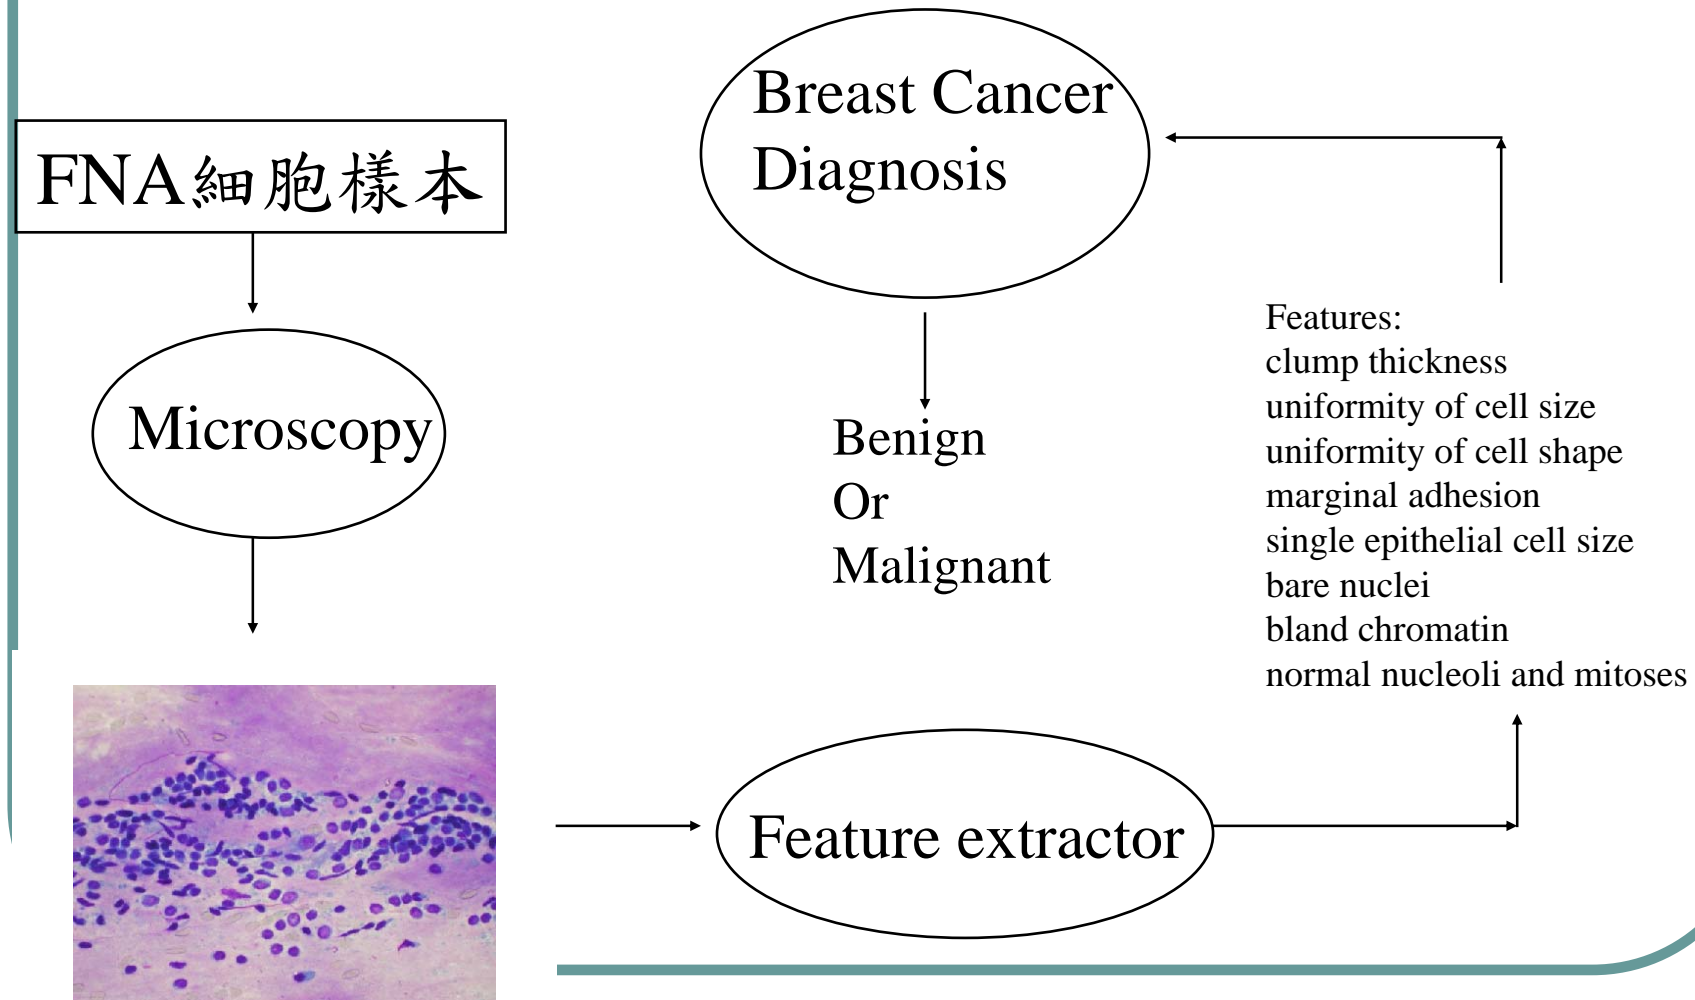 FNA細胞樣本
Microscopy
Feature extractor
Features:
clump thickness
uniformity of cell size
uniformity of cell shape
marginal adhesion
single epithelial cell size
bare nuclei
bland chromatin
normal nucleoli and mitoses
Breast Cancer
Diagnosis
Benign
Or
Malignant